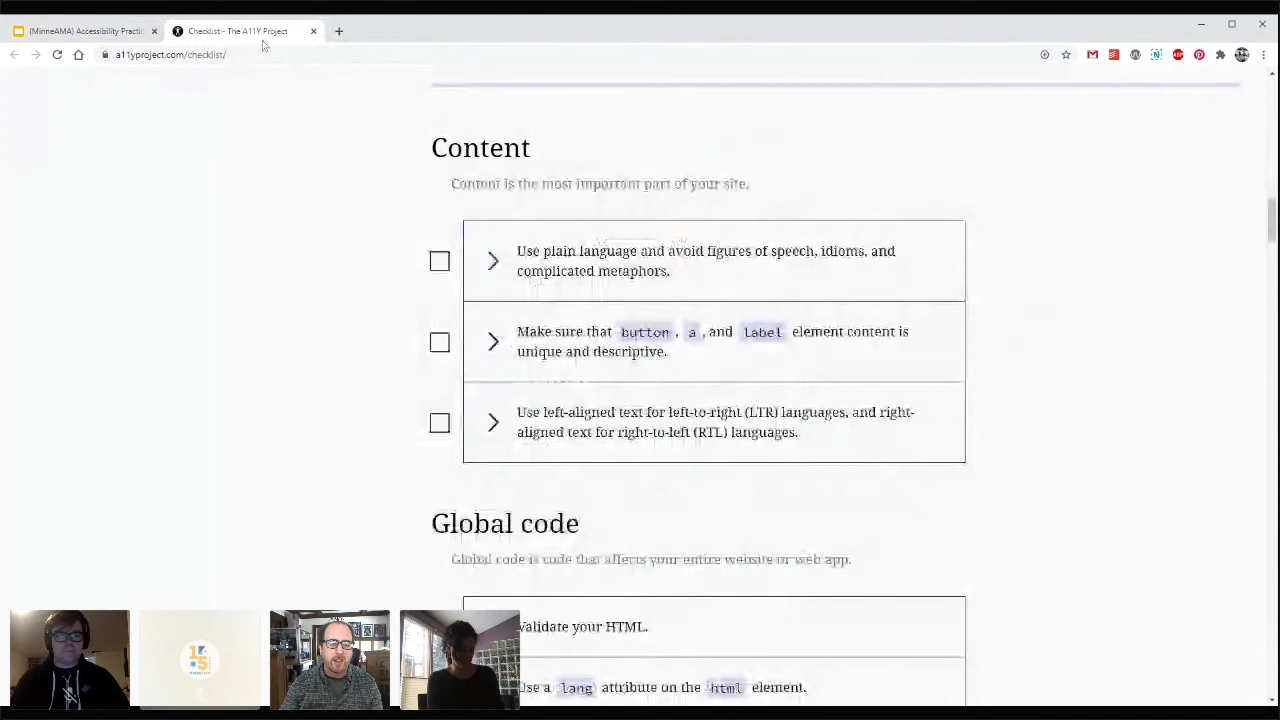 (MinneAMA) Accessibility Practic
Checklist - The A11Y Project
a11yproject.com/checklist/
ABP
Content
Content is the most important part of your site.
Use plain language and avoid figures of speech, idioms, and
complicated metaphors.
Make sure that button, a, and label element content is
unique and descriptive.
Use left-aligned text for left-to-right (LTR) languages, and right-
aligned text for right-to-left (RTL) languages.
Global code
Global code is code that affects your entire website or web app.
Validate your HTML.
Use a lang attribute on the html element.